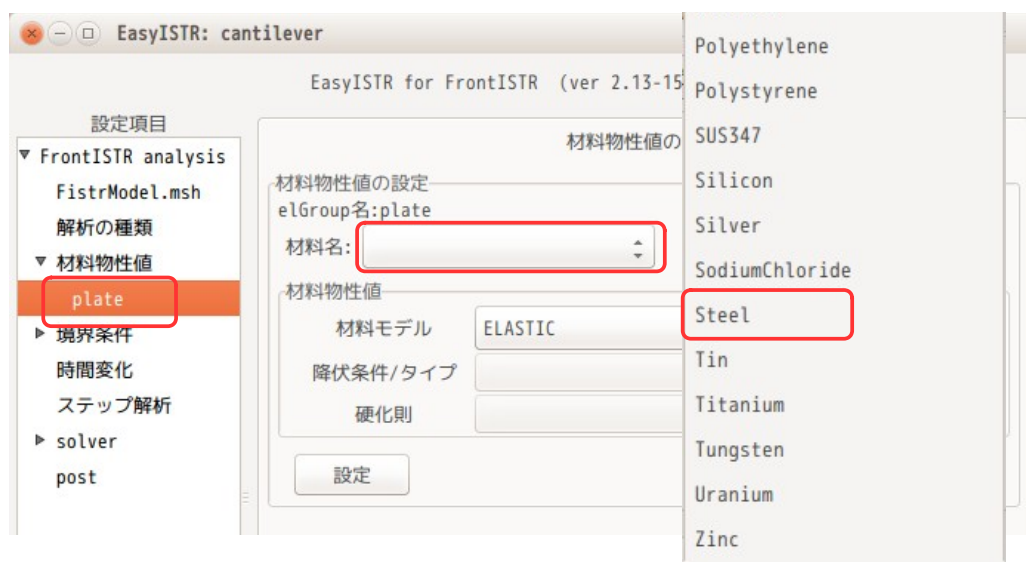 EasyISTR: cantilever
EasyISTR for FrontISTR (ver 2.13-15
設定項目
FrontISTR analysis
FistrModel.msh
解析の種類
材料物性値
plate
境界条件
時間変化
ステップ解析
solver
post
材料物性値の
材料物性値の設定
elGroup名:plate
材料名:
材料物性値
材料モデル ELASTIC
降伏条件/タイプ
硬化則
設定
Polyethylene
Polystyrene
SUS347
Silicon
Silver
SodiumChloride
Steel
Tin
Titanium
Tungsten
Uranium
Zinc